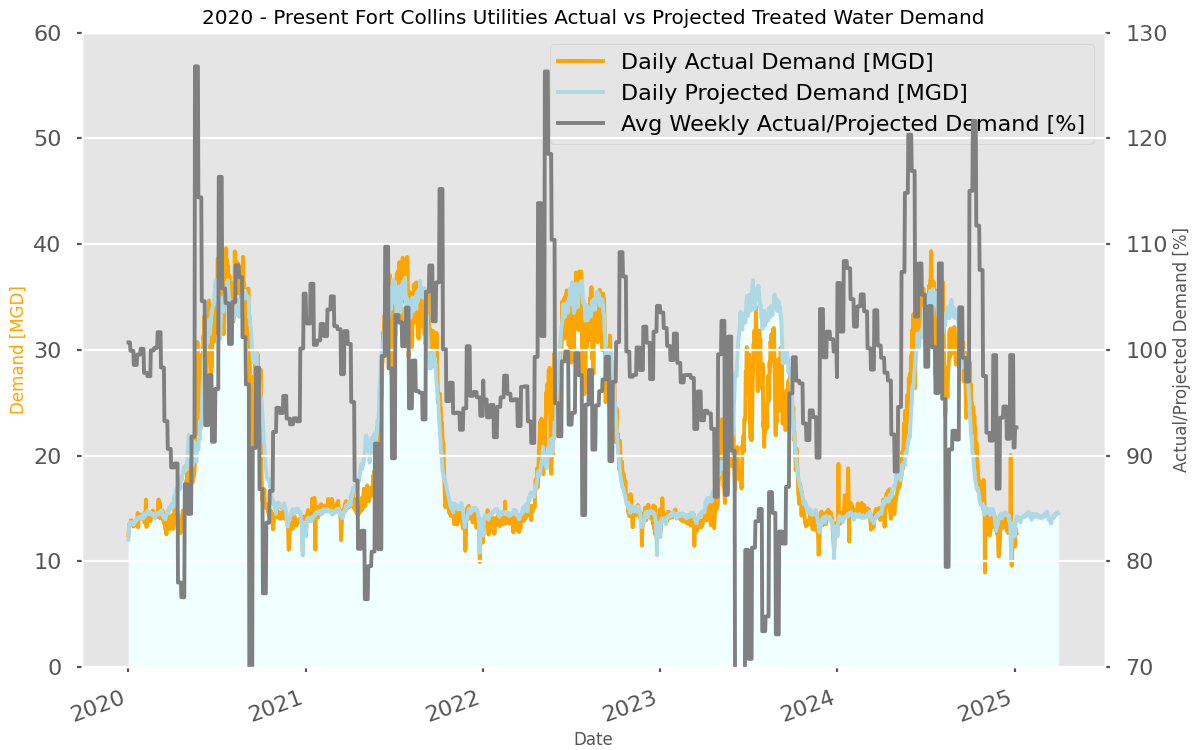 2020 - Present Fort Collins Utilities Actual vs Projected Treated Water Demand
Daily Actual Demand [MGD]
Daily Projected Demand [MGD]
Avg Weekly Actual/Projected Demand [%]
Demand [MGD]
60
50
40
30
20
10
0
Actual/Projected Demand [%]
130
120
110
100
90
80
70
2020
2021
2022
2023
2024
2025
Date